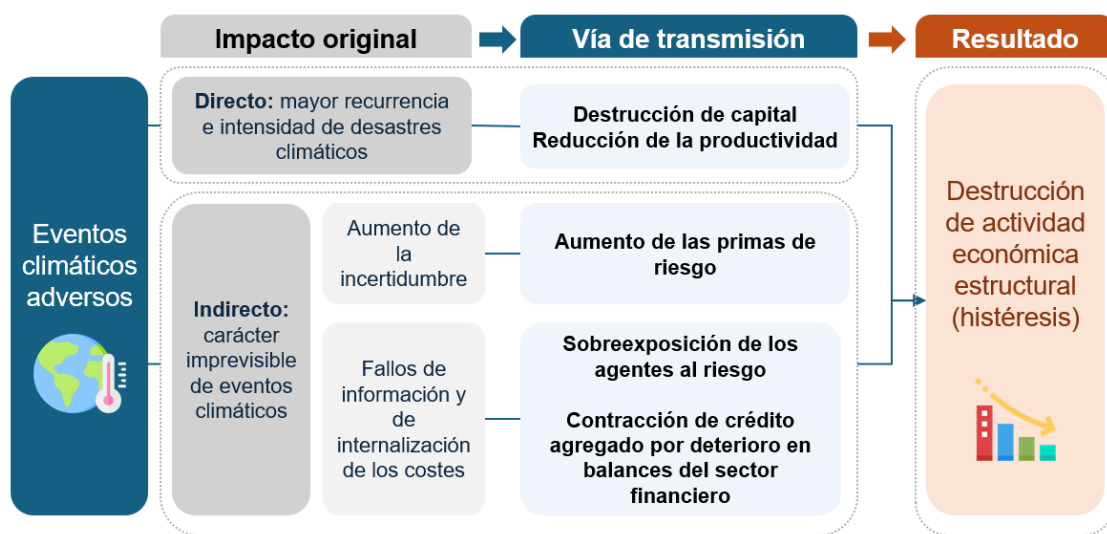 Impacto original
Vía de transmisión
Resultado
Eventos
climáticos
adversos
Directo: mayor recurrencia
e intensidad de desastres
climáticos
Destrucción de capital
Reducción de la productividad
Indirecto:
carácter
imprevisible
de eventos
climáticos
Aumento de
la
incertidumbre
Aumento de las primas de
riesgo
Fallos de
información y
de
internalización
de los costes
Sobreexposición de los
agentes al riesgo
Contracción de crédito
agregado por deterioro en
balances del sector
financiero
Destrucción
de actividad
económica
estructural
(histéresis)